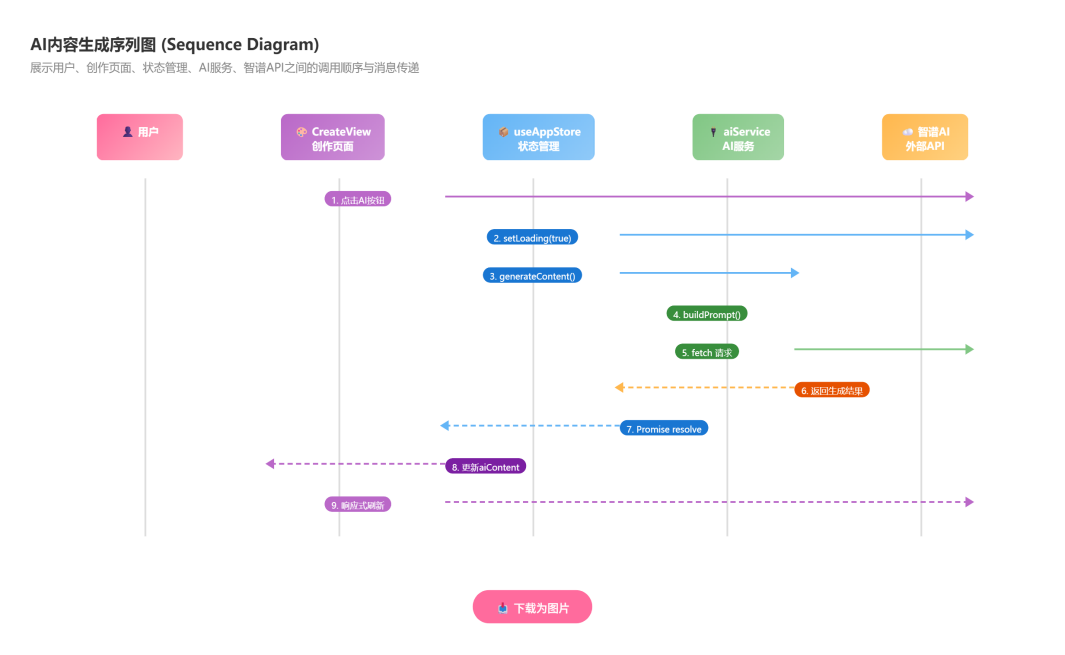 AI内容生成序列图 (Sequence Diagram)
展示用户、创作页面、状态管理、AI服务、智谱API之间的调用顺序与消息传递
用户
CreateView
创作页面
useAppStore
状态管理
aiService
AI服务
智谱AI
外部API
1. 点击AI按钮
2. setLoading(true)
3. generateContent()
4. buildPrompt()
5. fetch 请求
6. 返回生成结果
7. Promise resolve
8. 更新aiContent
9. 响应式刷新
下载为图片